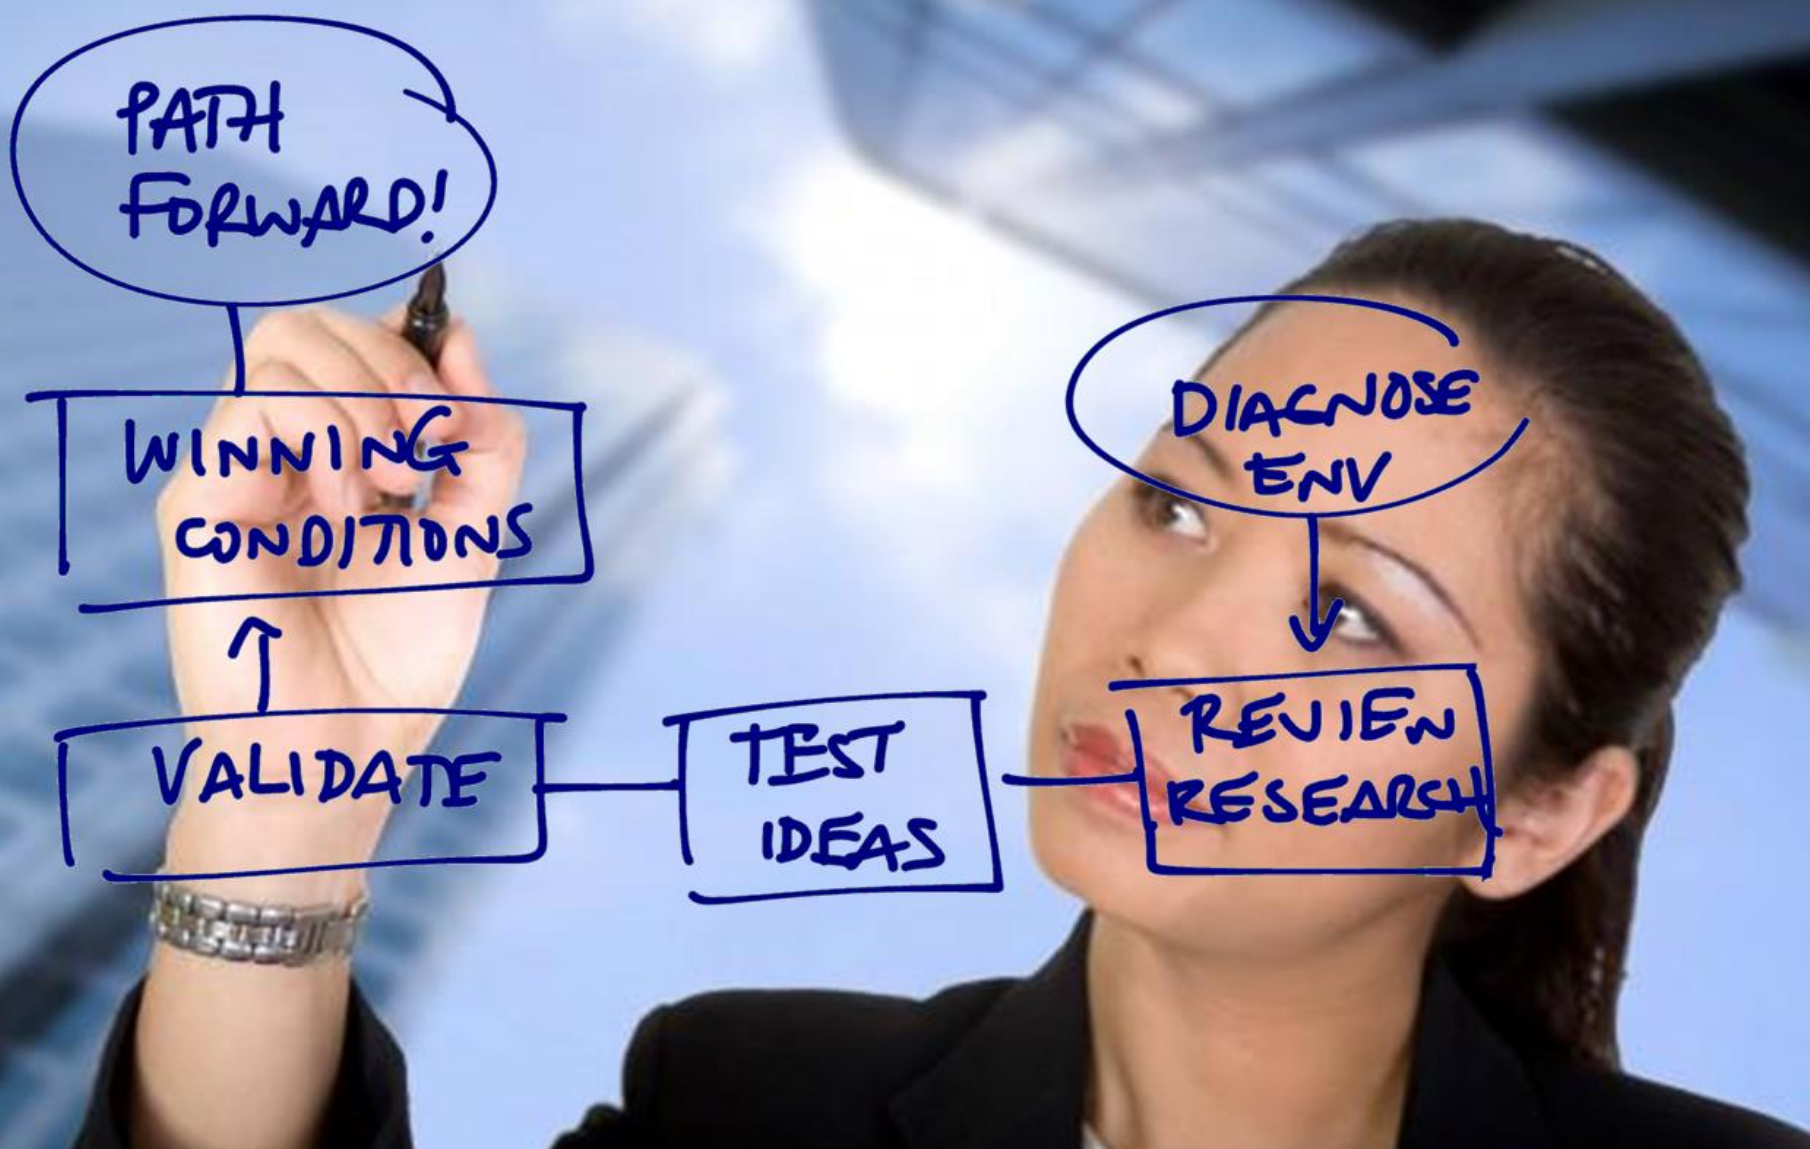 PATH
FORWARD!
WINNING
CONDITIONS
DIAGNOSE
ENV
VALIDATE
TEST
IDEAS
REVIEW
RESEARCH